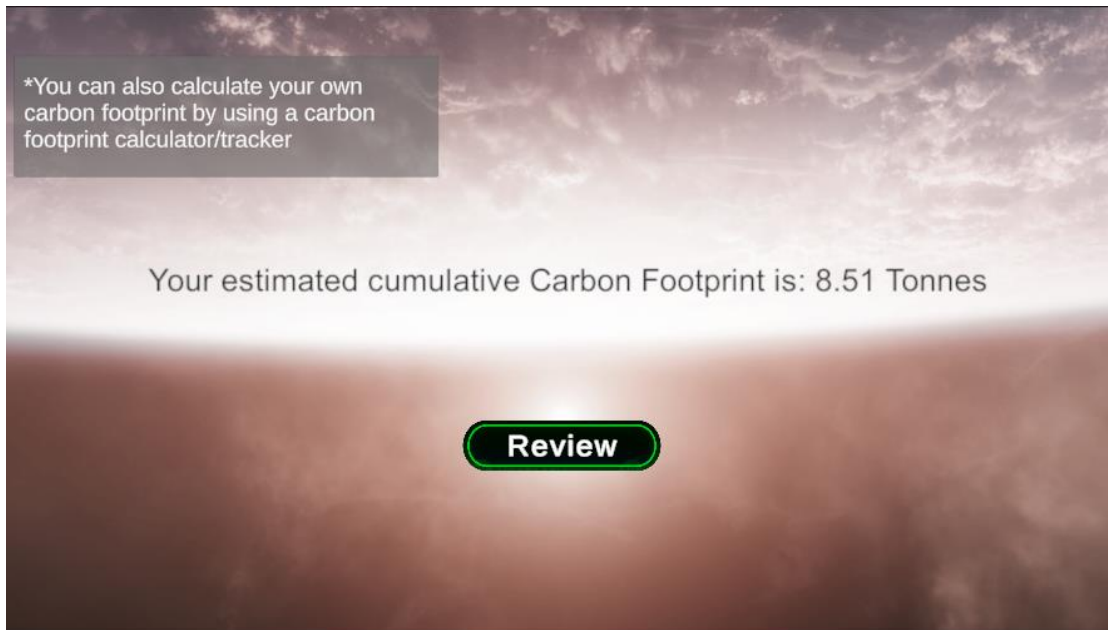 *You can also calculate your own
carbon footprint by using a carbon
footprint calculator/tracker
Your estimated cumulative Carbon Footprint is: 8.51 Tonnes
Review